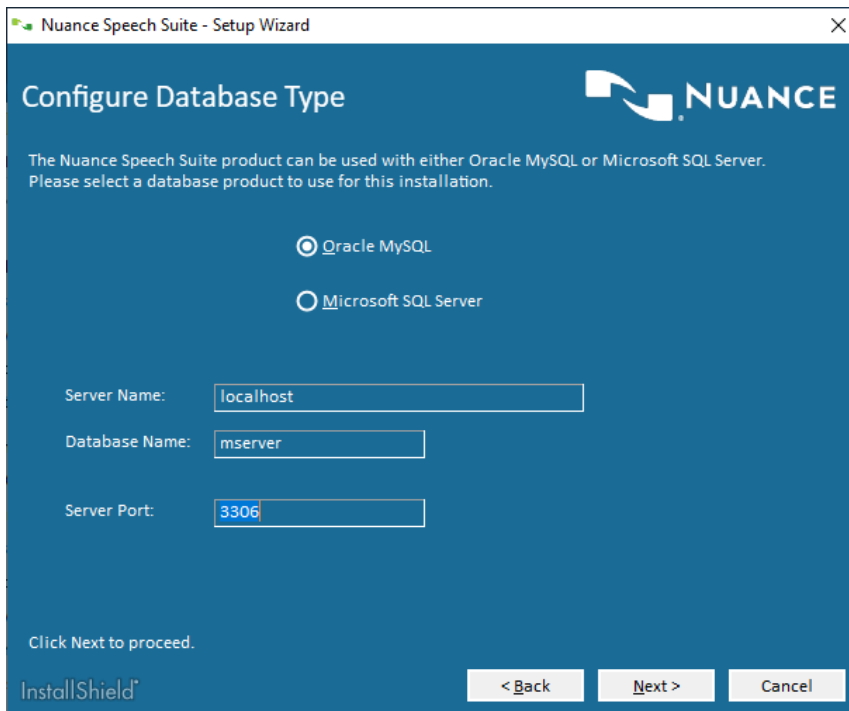 Nuance Speech Suite - Setup Wizard
Configure Database Type
NUANCE
The Nuance Speech Suite product can be used with either Oracle MySQL or Microsoft SQL Server.
Please select a database product to use for this installation.
Oracle MySQL
Microsoft SQL Server
Server Name: localhost
Database Name: mserver
Server Port: 3306
Click Next to proceed.
InstallShield
< Back Next > Cancel